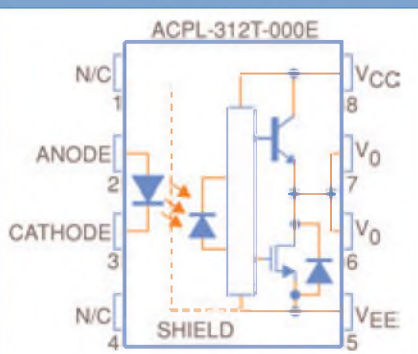 ACPL-312T-000E
N/C
1
ANODE
2
CATHODE
3
N/C
4
SHIELD
VCC
8
V0
7
V0
6
VEE
5